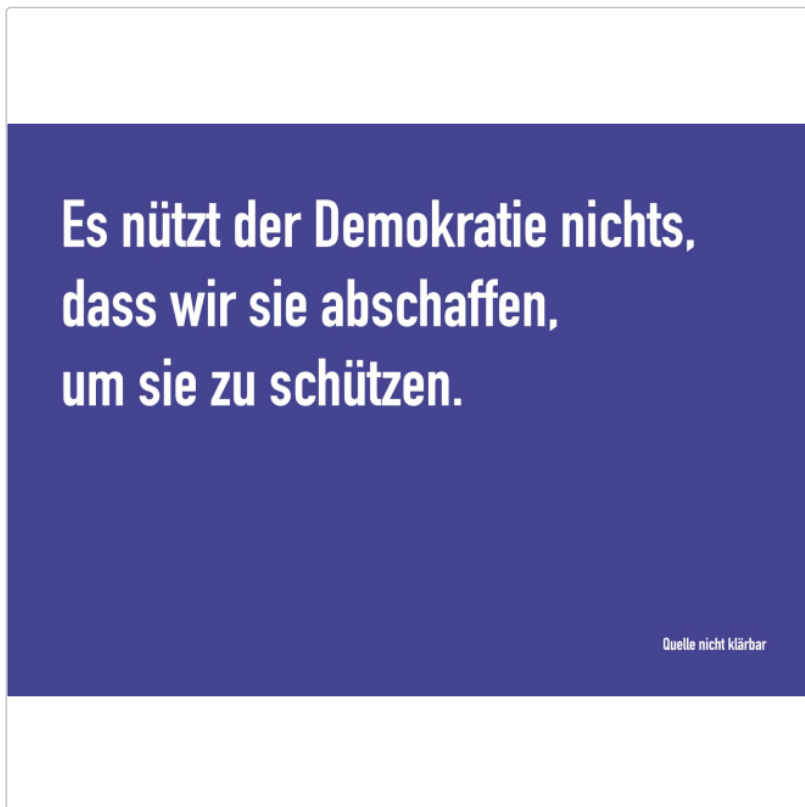 Es nützt der Demokratie nichts,
dass wir sie abschaffen,
um sie zu schützen.
Quelle nicht klärbar